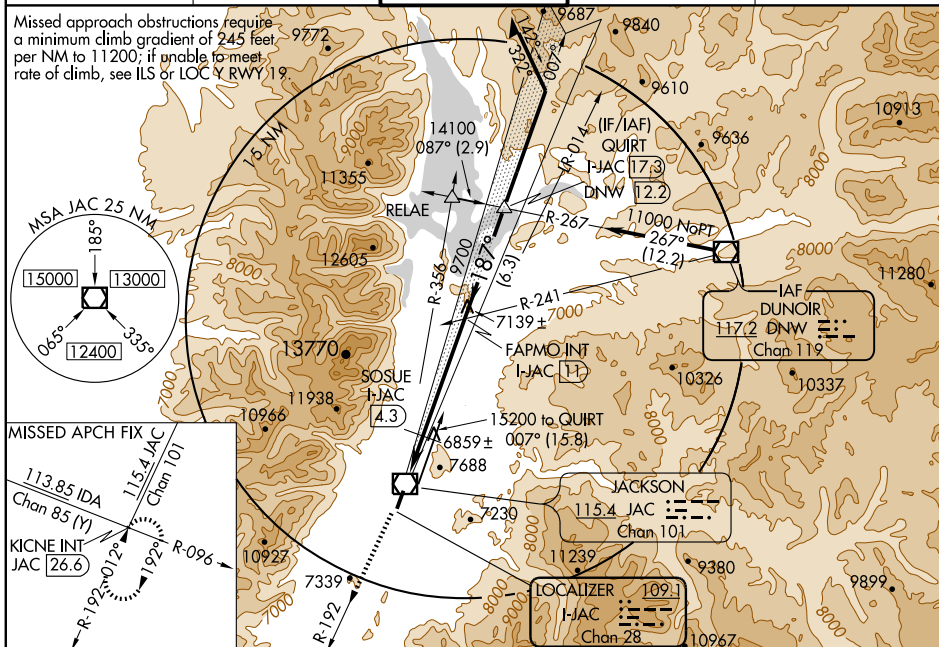 Missed approach obstructions require
a minimum climb gradient of 245 feet
per NM to 11200; if unable to meet
rate of climb, see ILS or LOC Y RWY 19.
9772
9687
9840
142°
322°
007°
9610
10913
15 NM
14100
087° (2.9)
R-014
(IF/IAF)
QUIRT
I-JAC 17.3
DNW 12.2
9636
8000
11355
RELAE
MSA JAC 25 NM
185°
15000
13000
065°
335°
12400
8000
12605
R-356
9700
187°
(6.3)
R-267
11000 NoPT
267°
(12.2)
R-241
7000
11280
IAF
DUNOIR
117.2 DNW
Chan 119
7139±
FAPMO INT
I-JAC 11
13770
7000
SOSUE
I-JAC
4.3
10326
10337
11938
10966
15200 to QUIRT
007° (15.8)
6859±
7688
MISSED APCH FIX
113.85 IDA
Chan 85 (Y)
115.4 JAC
Chan 101
KICNE INT
JAC 26.6
R-096
012°
192°
R-192
JACKSON
115.4 JAC
Chan 101
7230
10927
7339
R-192
11239
9380
9899
8000
9000
8000
7000
LOCALIZER 109.1
I-JAC
Chan 28
10967